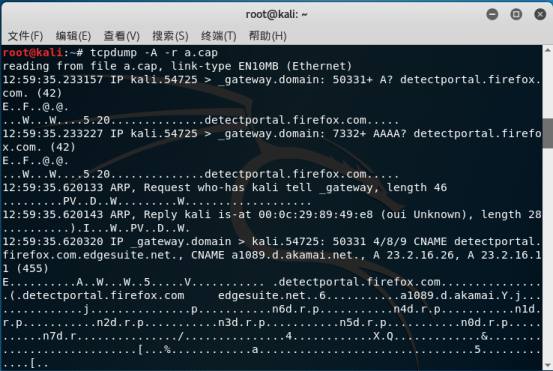 root@kali: ~
文件(F)  编辑(E)  查看(V)  搜索(S)  终端(T)  帮助(H)
root@kali:~# tcpdump -A -r a.cap
reading from file a.cap, link-type EN10MB (Ethernet)
12:59:35.233157 IP kali.54725 > _gateway.domain: 50331+ A? detectportal.firefox.
com. (42)
E..F..@.@.
...W...W....5.20..............detectportal.firefox.com.....
12:59:35.233227 IP kali.54725 > _gateway.domain: 7332+ AAAA? detectportal.firefo
x.com. (42)
E..F..@.@.
...W...W....5.20..............detectportal.firefox.com.....
12:59:35.620133 ARP, Request who-has kali tell _gateway, length 46
.........PV..D..W.........W...................
12:59:35.620143 ARP, Reply kali is-at 00:0c:29:89:49:e8 (oui Unknown), length 28
..........).I...W..PV..D..W.
12:59:35.620320 IP _gateway.domain > kali.54725: 50331 4/8/9 CNAME detectportal.
firefox.com.edgesuite.net., CNAME a1089.d.akamai.net., A 23.2.16.26, A 23.2.16.1
1 (455)
E..........A..W...W..5.....V............ .detectportal.firefox.com..............
.(.detectportal.firefox.com     edgesuite.net..6...........a1089.d.akamai.Y.j...
.............j................p...........n6d.r.p...........n4d.r.p...........n1d.
r.p...........n2d.r.p...........n3d.r.p...........n5d.r.p...........n0d.r.p......
......n7d.r.............../...............4............X.Q.............&.........
.....................[...%.............a.................................5...........
....[..